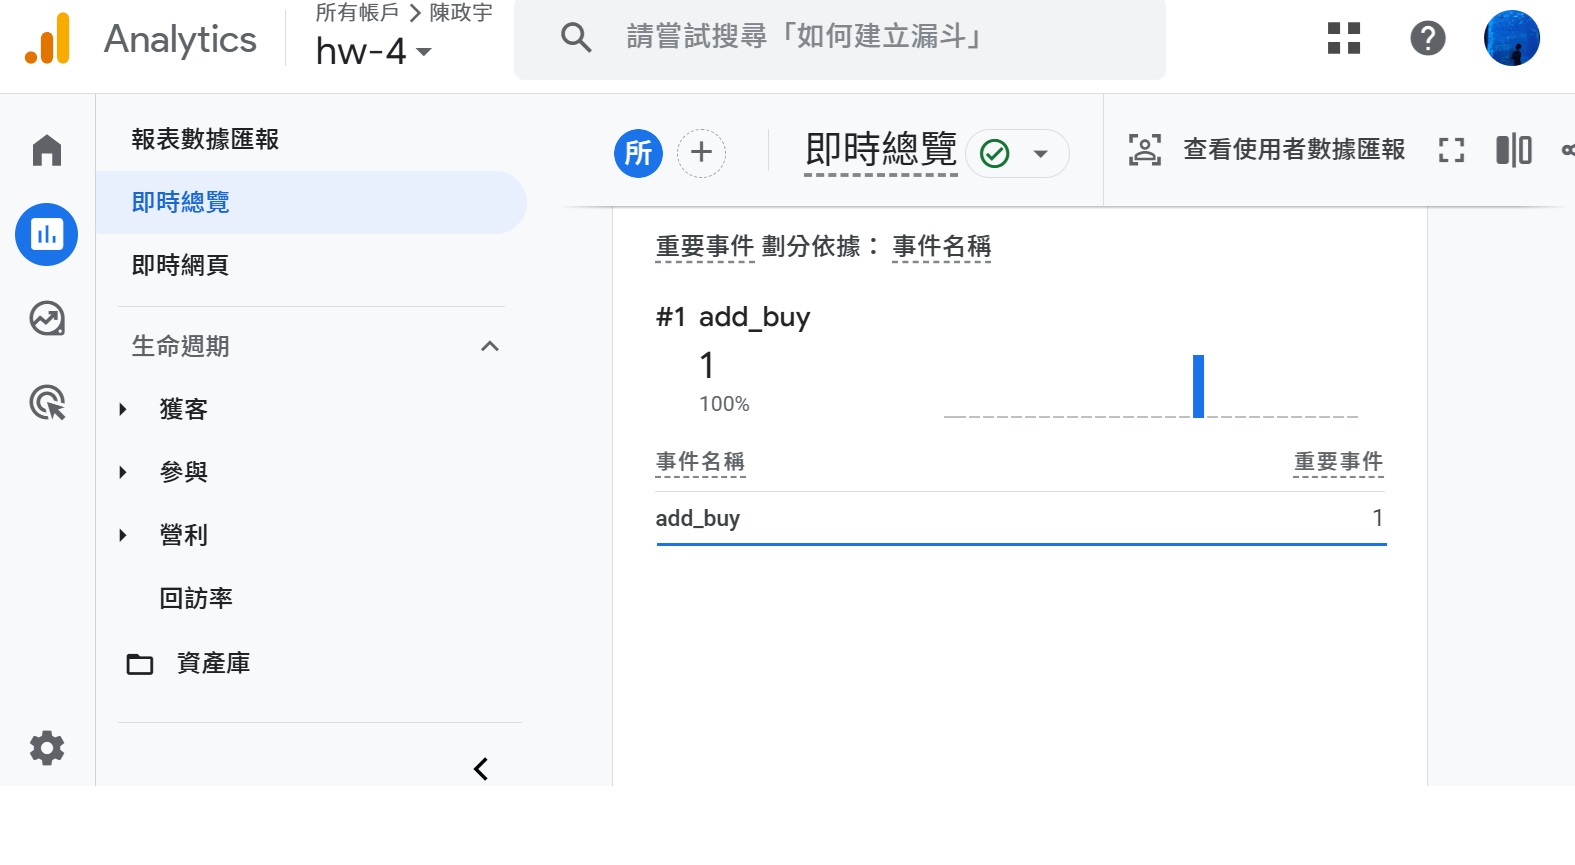 Analytics
所有帳戶 > 陳政宇
hw-4
請嘗試搜尋「如何建立漏斗」
報表數據匯報
即時總覽
即時網頁
生命週期
獲客
參與
營利
回訪率
資產庫
所
即時總覽
查看使用者數據匯報
重要事件 劃分依據： 事件名稱
#1 add_buy
1
100%
事件名稱 重要事件
add_buy 1